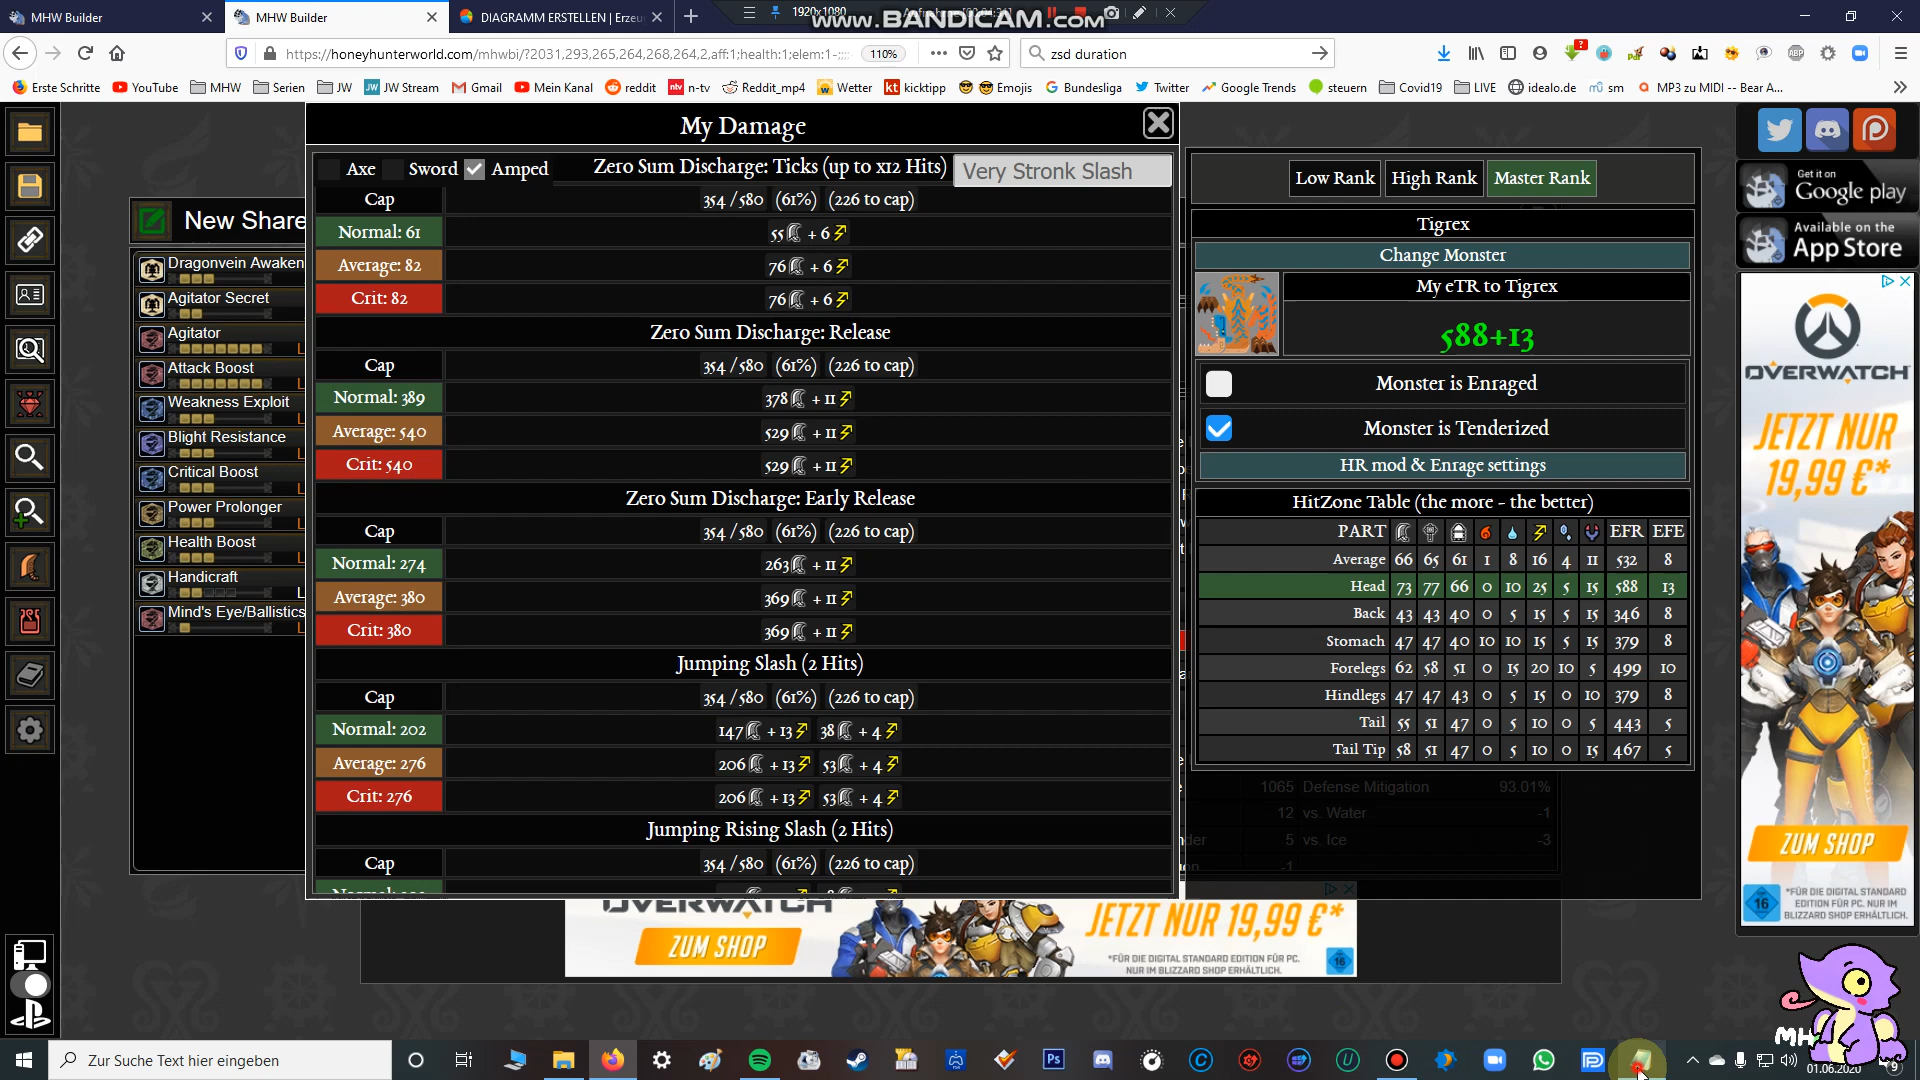 MHW Builder
MHW Builder
DIAGRAMM ERSTELLEN | Erzeu
1920x1080
www.BANDICAM.com
https://honeyhunterworld.com/mhwbi/?2031,293,265,264,268,264,2,aff:1;health:1;elem:1-;;;;
110%
zsd duration
Erste Schritte
YouTube
MHW
Serien
JW
JW Stream
Gmail
Mein Kanal
reddit
n-tv
Reddit_mp4
Wetter
kicktipp
Emojis
Bundesliga
Twitter
Google Trends
steuern
Covid19
LIVE
idealo.de
sm
MP3 zu MIDI -- Bear A...
My Damage
Axe
Sword
Amped
Zero Sum Discharge: Ticks (up to x12 Hits)
Very Stronk Slash
Cap 354 /580 (61%) (226 to cap)
Normal: 61 55 + 6
Average: 82 76 + 6
Crit: 82 76 + 6
Zero Sum Discharge: Release
Cap 354 /580 (61%) (226 to cap)
Normal: 389 378 + 11
Average: 540 529 + 11
Crit: 540 529 + 11
Zero Sum Discharge: Early Release
Cap 354 /580 (61%) (226 to cap)
Normal: 274 263 + 11
Average: 380 369 + 11
Crit: 380 369 + 11
Jumping Slash (2 Hits)
Cap 354 /580 (61%) (226 to cap)
Normal: 202 147 + 13 38 + 4
Average: 276 206 + 13 53 + 4
Crit: 276 206 + 13 53 + 4
Jumping Rising Slash (2 Hits)
Cap 354 /580 (61%) (226 to cap)
New Share
Dragonvein Awaken
Agitator Secret
Agitator
Attack Boost
Weakness Exploit
Blight Resistance
Critical Boost
Power Prolonger
Health Boost
Handicraft
Mind's Eye/Ballistics
Low Rank
High Rank
Master Rank
Tigrex
Change Monster
My eTR to Tigrex
588+13
Monster is Enraged
Monster is Tenderized
HR mod & Enrage settings
HitZone Table (the more - the better)
PART EFR EFE
Average 66 65 61 1 8 16 4 11 532 8
Head 73 77 66 0 10 25 5 15 588 13
Back 43 43 40 0 5 15 5 15 346 8
Stomach 47 47 40 10 10 15 5 15 379 8
Forelegs 62 58 51 0 15 20 10 5 499 10
Hindlegs 47 47 43 0 5 15 0 10 379 8
Tail 55 51 47 0 5 10 0 5 443 5
Tail Tip 58 51 47 0 5 10 0 15 467 5
1065 Defense Mitigation 93.01%
12 vs. Water -1
5 vs. Ice -3
-1
Get it on
Google play
Available on the
App Store
OVERWATCH
JETZT NUR
19,99 €*
ZUM SHOP
16
*FÜR DIE DIGITAL STANDARD
EDITION FÜR PC. NUR IM
BLIZZARD SHOP ERHÄLTLICH.
OVERWATCH
ZUM SHOP
JETZT NUR 19,99 €*
*FÜR DIE DIGITAL STANDARD EDITION FÜR PC.
NUR IM BLIZZARD SHOP ERHÄLTLICH.
16
MH
Zur Suche Text hier eingeben
01.06.2020
9